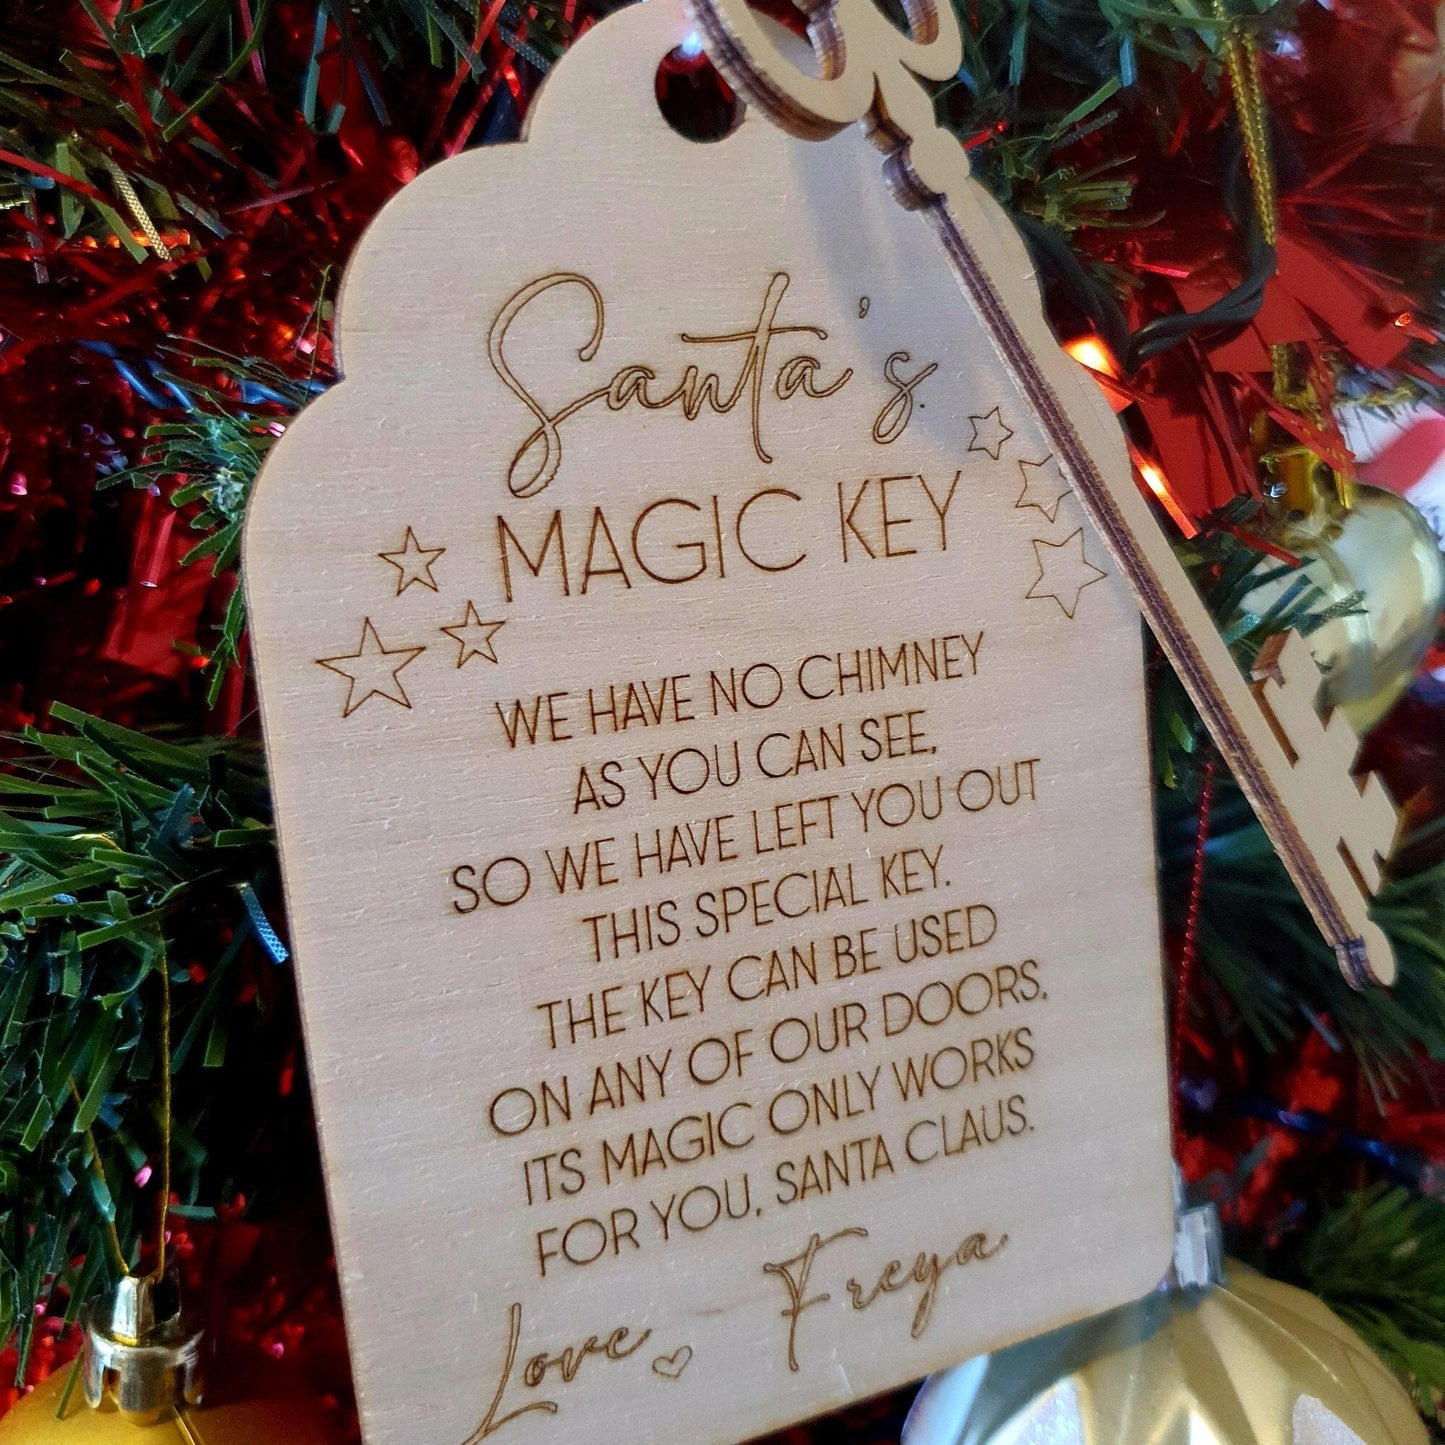 Santa's
MAGIC KEY
WE HAVE NO CHIMNEY
AS YOU CAN SEE,
SO WE HAVE LEFT YOU OUT
THIS SPECIAL KEY.
THE KEY CAN BE USED
ON ANY OF OUR DOORS,
ITS MAGIC ONLY WORKS
FOR YOU, SANTA CLAUS.
Love Freya